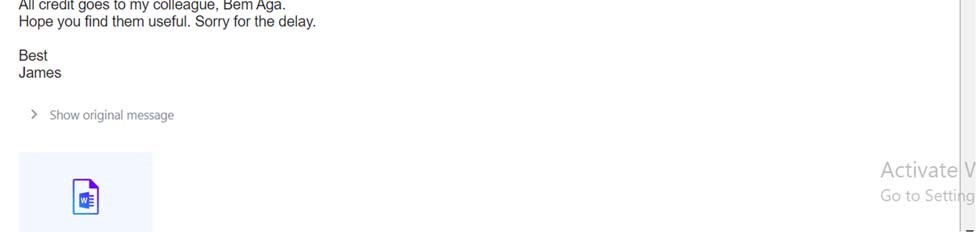 All credit goes to my colleague, Bem Aga.
Hope you find them useful. Sorry for the delay.
Best
James
Show original message
W
Activate W
Go to Setting